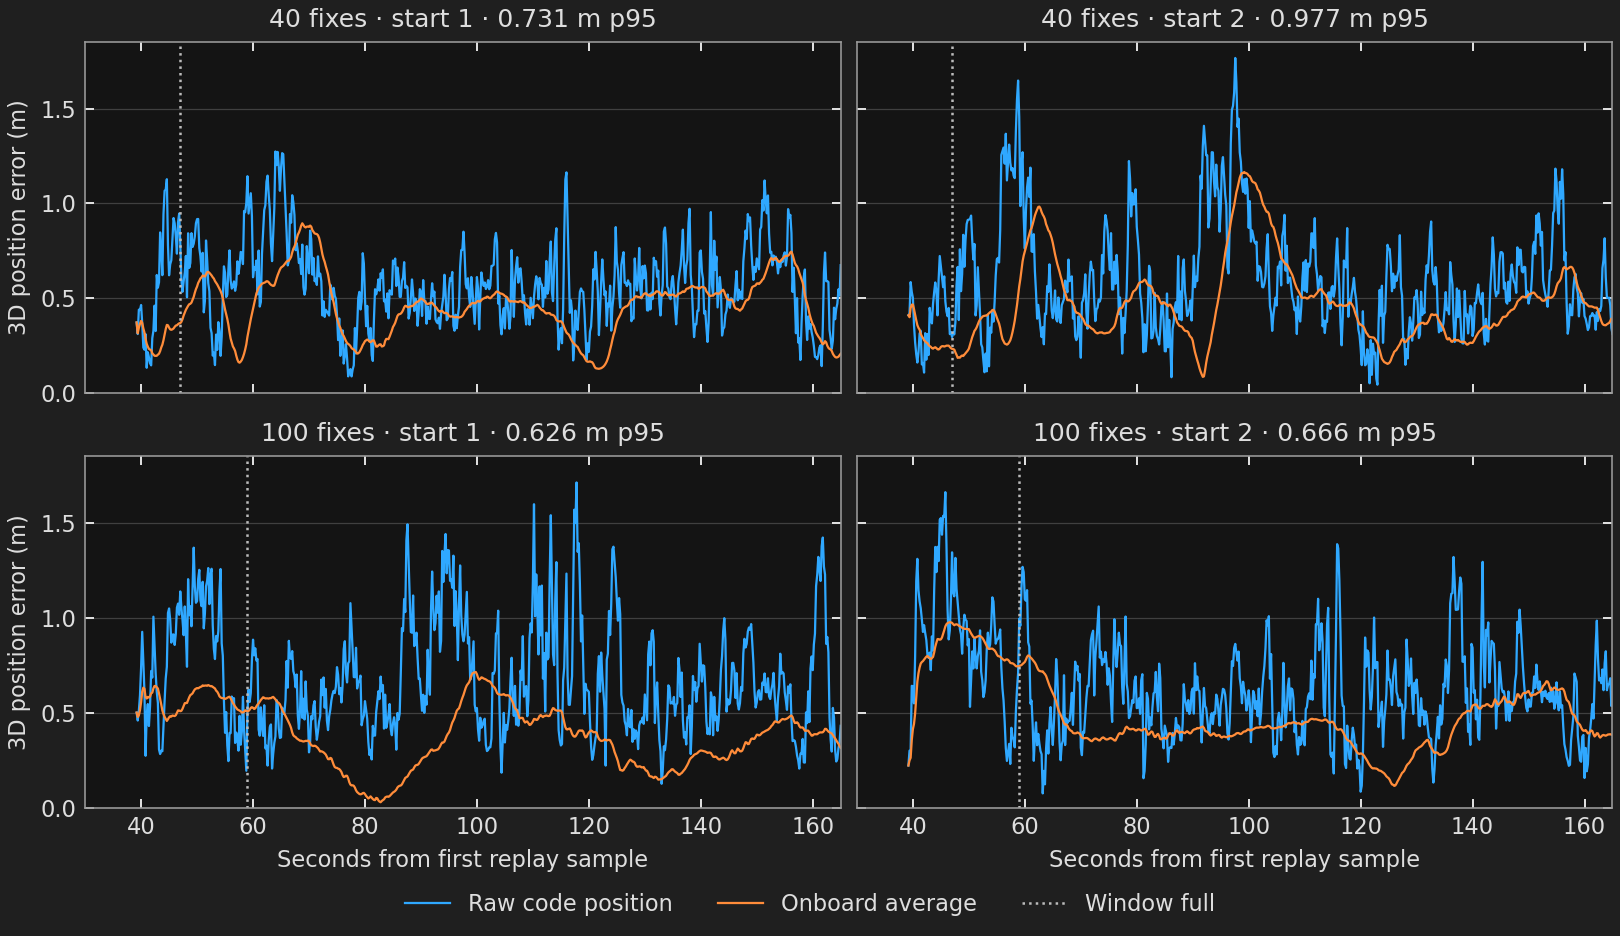 40 fixes · start 1 · 0.731 m p95
40 fixes · start 2 · 0.977 m p95
3D position error (m)
1.5
1.0
0.5
0.0
100 fixes · start 1 · 0.626 m p95
100 fixes · start 2 · 0.666 m p95
3D position error (m)
1.5
1.0
0.5
0.0
40 60 80 100 120 140 160
40 60 80 100 120 140 160
Seconds from first replay sample
Seconds from first replay sample
Raw code position
Onboard average
Window full